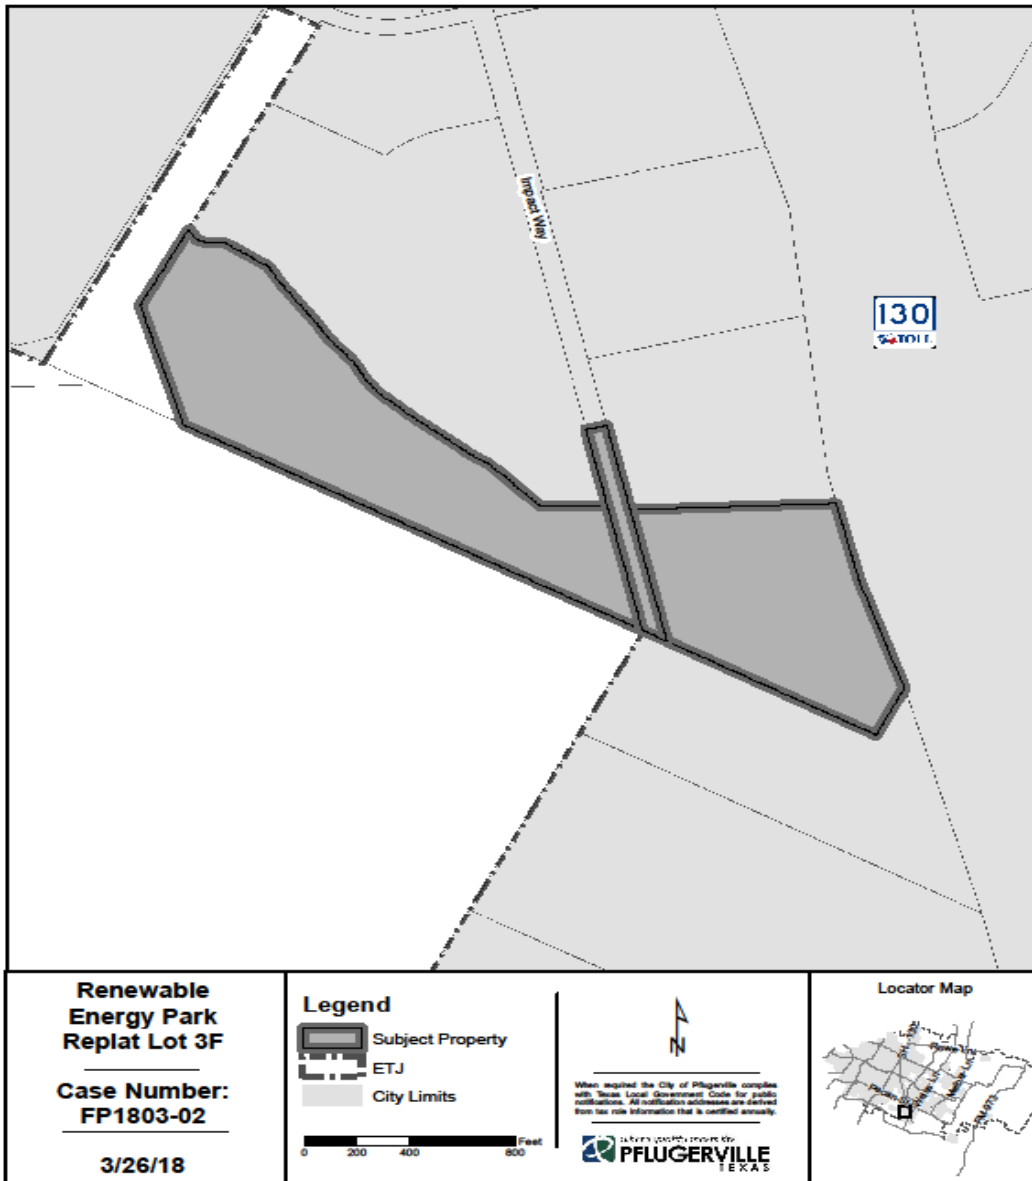 Impact Way
130
TOLL
Renewable
Energy Park
Replat Lot 3F
Case Number:
FP1803-02
3/26/18
Legend
Subject Property
ETJ
City Limits
Feet
0 200 400 800
N
When required the City of Pflugerville complies
with Texas Local Government Code for public
notifications. All notification addresses are derived
from tax role information that is certified annually.
PFLUGERVILLE
TEXAS
Locator Map
Rowe Ln